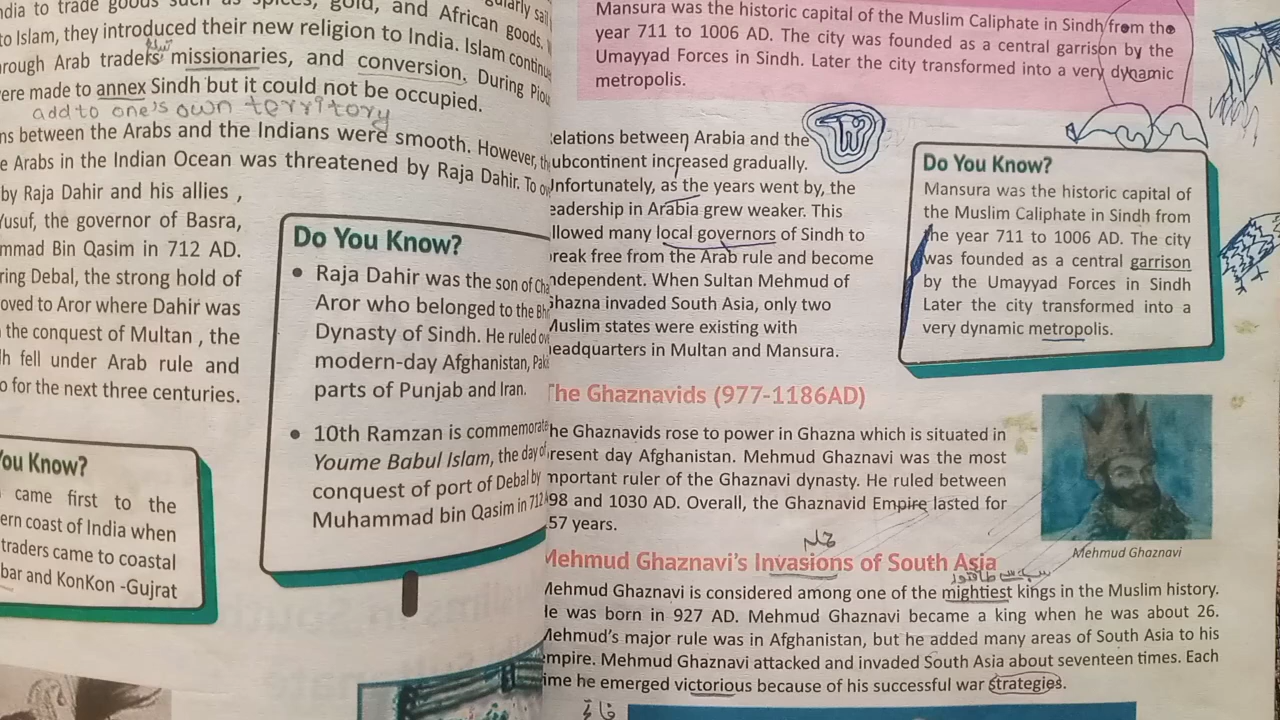 ndia to trade goods such as spices, gold, and African goods.
to Islam, they introduced their new religion to India. Islam continue
rough Arab traders, missionaries, and conversion. During Piou
ere made to annex Sindh but it could not be occupied.
add to one's own territory
ns between the Arabs and the Indians were smooth. However, the
e Arabs in the Indian Ocean was threatened by Raja Dahir. To ov
by Raja Dahir and his allies ,
Yusuf, the governor of Basra,
mmad Bin Qasim in 712 AD.
ring Debal, the strong hold of
oved to Aror where Dahir was
the conquest of Multan , the
h fell under Arab rule and
o for the next three centuries.
Do You Know?
• Raja Dahir was the son of Cha
Aror who belonged to the Bh
Dynasty of Sindh. He ruled ov
modern-day Afghanistan, Pak
parts of Punjab and Iran.
• 10th Ramzan is commemorate
Youme Babul Islam, the day of
conquest of port of Debal by
Muhammad bin Qasim in 712 A
You Know?
came first to the
ern coast of India when
traders came to coastal
bar and KonKon -Gujrat
Mansura was the historic capital of the Muslim Caliphate in Sindh from the
year 711 to 1006 AD. The city was founded as a central garrison by the
Umayyad Forces in Sindh. Later the city transformed into a very dynamic
metropolis.
elations between Arabia and the
ubcontinent increased gradually.
Unfortunately, as the years went by, the
eadership in Arabia grew weaker. This
llowed many local governors of Sindh to
reak free from the Arab rule and become
ndependent. When Sultan Mehmud of
Ghazna invaded South Asia, only two
Muslim states were existing with
eadquarters in Multan and Mansura.
Do You Know?
Mansura was the historic capital of
the Muslim Caliphate in Sindh from
the year 711 to 1006 AD. The city
was founded as a central garrison
by the Umayyad Forces in Sindh
Later the city transformed into a
very dynamic metropolis.
The Ghaznavids (977-1186AD)
he Ghaznavids rose to power in Ghazna which is situated in
resent day Afghanistan. Mehmud Ghaznavi was the most
mportant ruler of the Ghaznavi dynasty. He ruled between
98 and 1030 AD. Overall, the Ghaznavid Empire lasted for
57 years.
Mehmud Ghaznavi
حملہ
Mehmud Ghaznavi's Invasions of South Asia
سب سے طاقتور
Mehmud Ghaznavi is considered among one of the mightiest kings in the Muslim history.
He was born in 927 AD. Mehmud Ghaznavi became a king when he was about 26.
Mehmud's major rule was in Afghanistan, but he added many areas of South Asia to his
empire. Mehmud Ghaznavi attacked and invaded South Asia about seventeen times. Each
ime he emerged victorious because of his successful war strategies.
فاتح